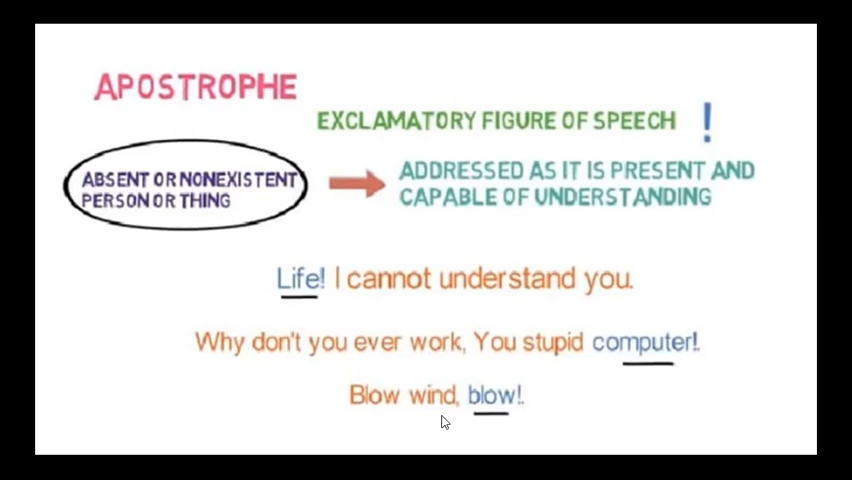 APOSTROPHE
EXCLAMATORY FIGURE OF SPEECH !
ABSENT OR NONEXISTENT
PERSON OR THING
ADDRESSED AS IT IS PRESENT AND
CAPABLE OF UNDERSTANDING
Life! I cannot understand you.
Why don't you ever work, You stupid computer!.
Blow wind, blow!.